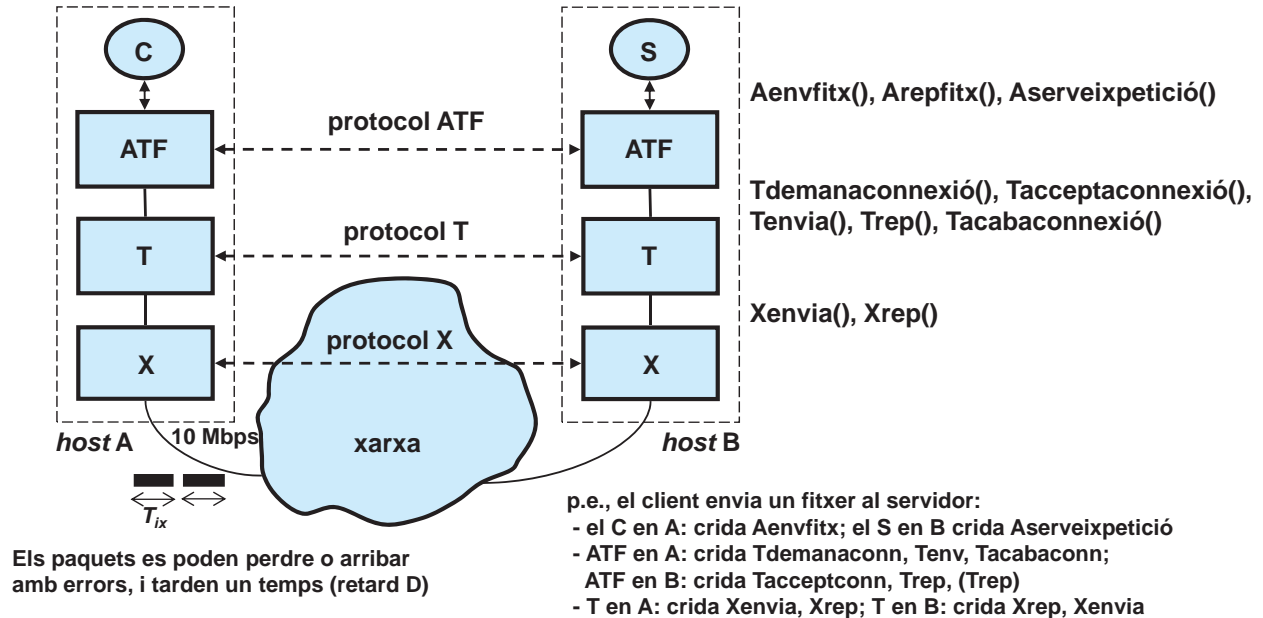 C
S
Aenvfitx(), Arepfitx(), Aserveixpetició()
protocol ATF
ATF
ATF
Tdemanaconnexió(), Tacceptaconnexió(),
Tenvia(), Trep(), Tacabaconnexió()
protocol T
T
T
Xenvia(), Xrep()
protocol X
X
X
host A
10 Mbps
xarxa
host B
Tix
p.e., el client envia un fitxer al servidor:
- el C en A: crida Aenvfitx; el S en B crida Aserveixpetició
- ATF en A: crida Tdemanaconn, Tenv, Tacabaconn;
ATF en B: crida Tacceptconn, Trep, (Trep)
- T en A: crida Xenvia, Xrep; T en B: crida Xrep, Xenvia
Els paquets es poden perdre o arribar
amb errors, i tarden un temps (retard D)